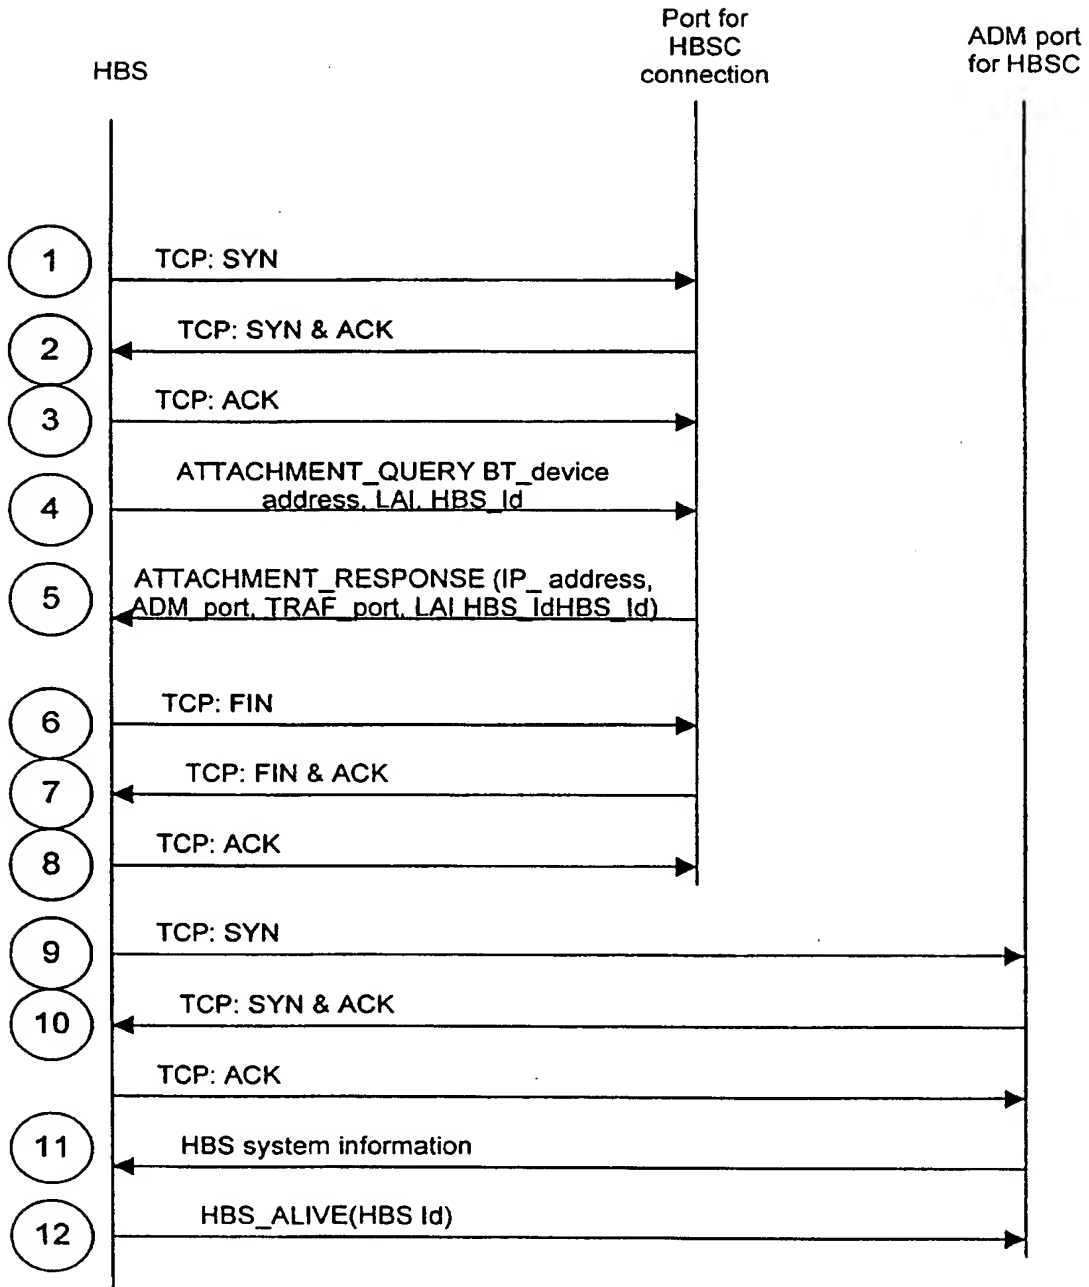 HBS
Port for
HBSC
connection
ADM port
for HBSC
1
TCP: SYN
2
TCP: SYN & ACK
3
TCP: ACK
4
ATTACHMENT_QUERY BT_device
address, LAI, HBS_Id
5
ATTACHMENT_RESPONSE (IP_ address,
ADM_port, TRAF_port, LAI HBS_IdHBS_Id)
6
TCP: FIN
7
TCP: FIN & ACK
8
TCP: ACK
9
TCP: SYN
10
TCP: SYN & ACK
TCP: ACK
11
HBS system information
12
HBS_ALIVE(HBS Id)